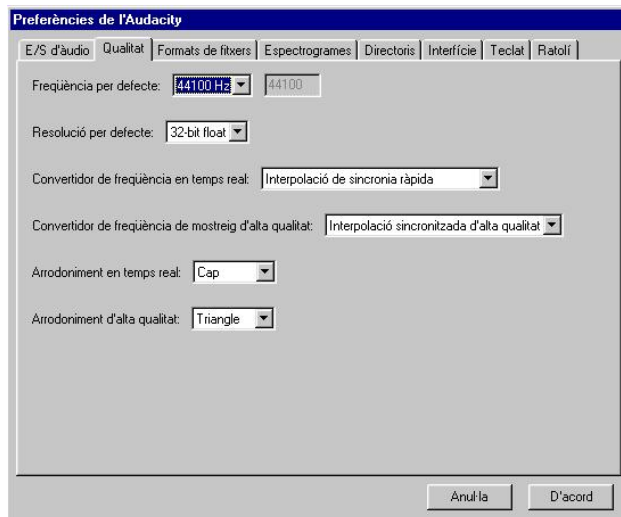 Preferències de l'Audacity
E/S d'àudio Qualitat Formats de fitxers Espectrogrames Directoris Interfície Teclat Ratolí
Freqüència per defecte: 44100 Hz 44100
Resolució per defecte: 32-bit float
Convertidor de freqüència en temps real: Interpolació de sincronia ràpida
Convertidor de freqüència de mostreig d'alta qualitat: Interpolació sincronitzada d'alta qualitat
Arrodoniment en temps real: Cap
Arrodoniment d'alta qualitat: Triangle
Anul·la D'acord